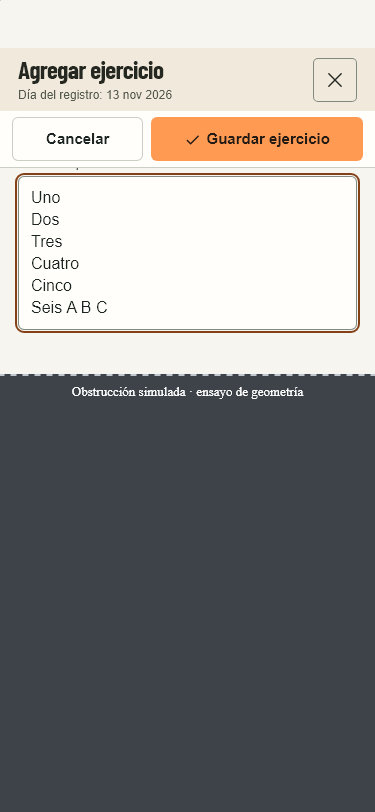 Agregar ejercicio
Día del registro: 13 nov 2026
Cancelar
Guardar ejercicio
Uno
Dos
Tres
Cuatro
Cinco
Seis A B C
Obstrucción simulada · ensayo de geometría